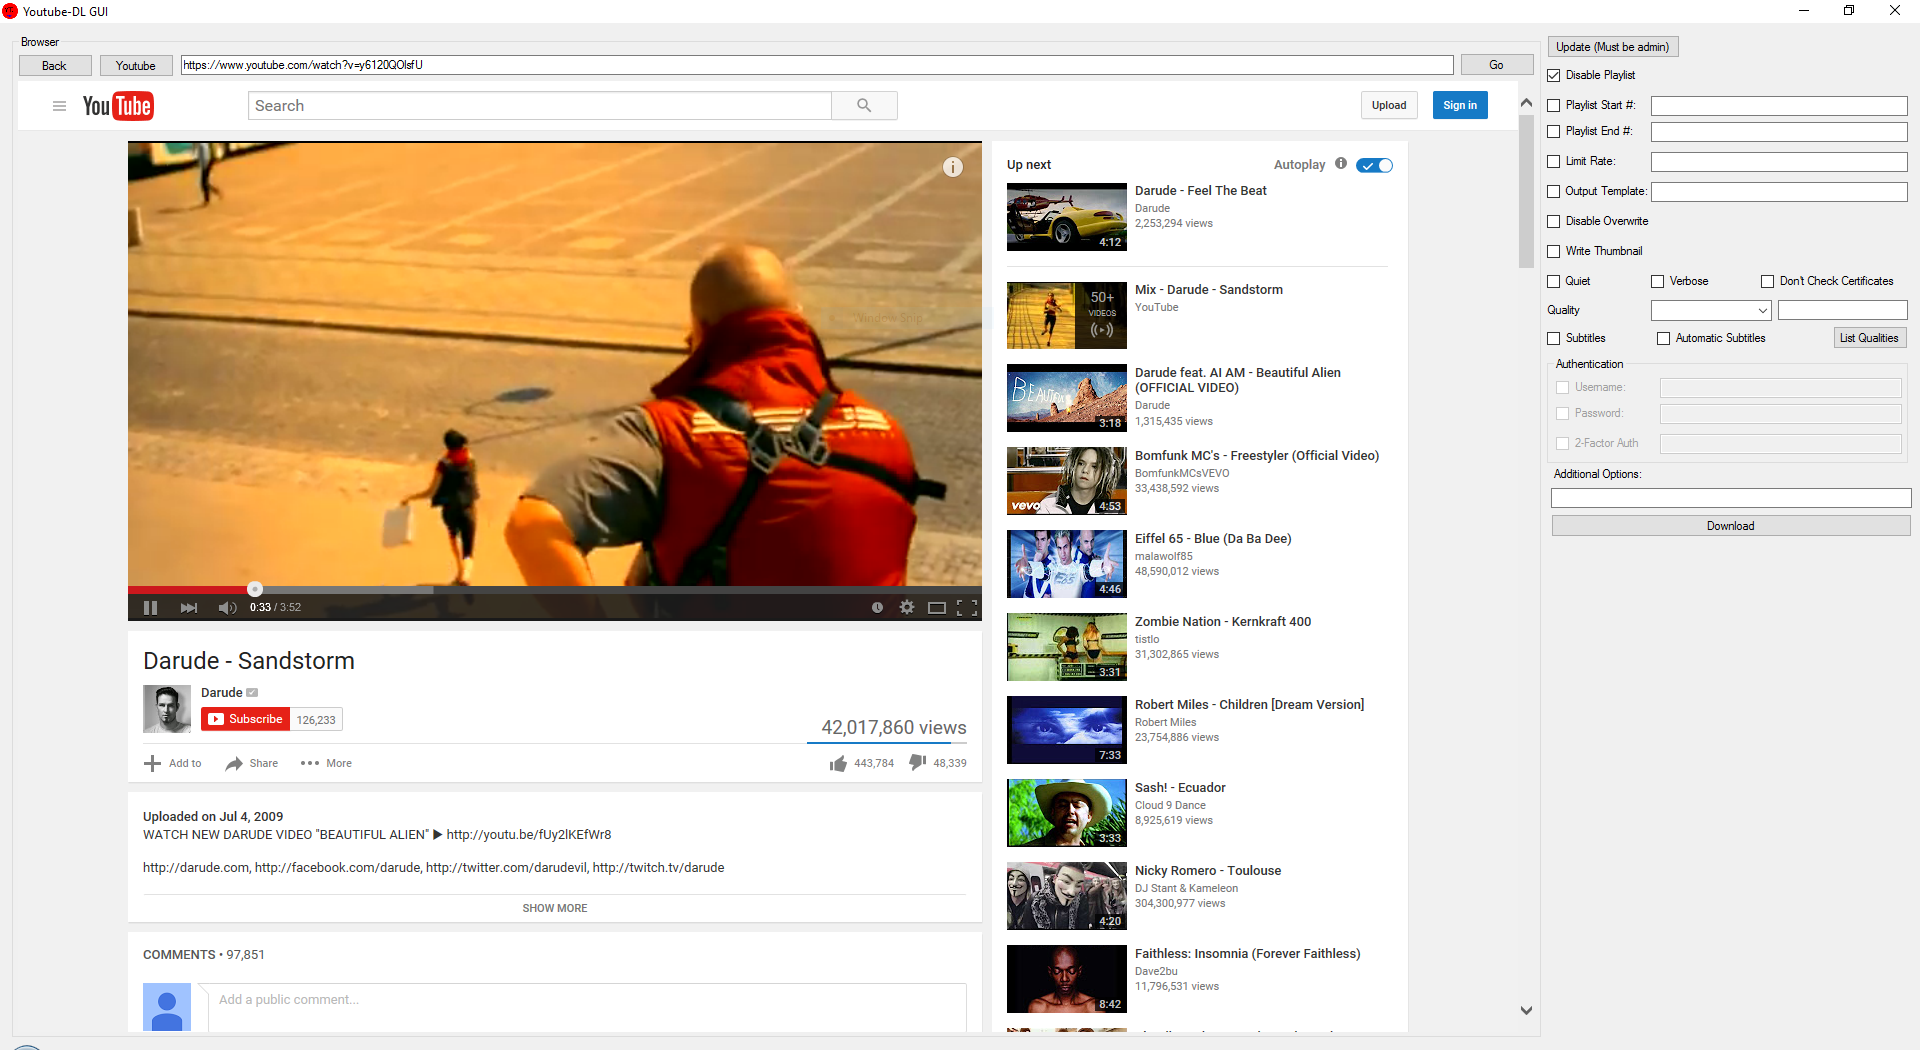 Youtube-DL GUI
Browser
Back
Youtube
https://www.youtube.com/watch?v=y6120QOlsfU
Go
YouTube
Search
Upload
Sign in
0:33 / 3:52
Darude - Sandstorm
Darude
Subscribe
126,233
42,017,860 views
Add to
Share
More
443,784
48,339
Uploaded on Jul 4, 2009
WATCH NEW DARUDE VIDEO "BEAUTIFUL ALIEN" ► http://youtu.be/fUy2lKEfWr8
http://darude.com, http://facebook.com/darude, http://twitter.com/darudevil, http://twitch.tv/darude
SHOW MORE
COMMENTS • 97,851
Add a public comment...
Up next
Autoplay
Darude - Feel The Beat
Darude
2,253,294 views
4:12
Mix - Darude - Sandstorm
YouTube
50+
VIDEOS
Darude feat. AI AM - Beautiful Alien
(OFFICIAL VIDEO)
Darude
1,315,435 views
3:18
Bomfunk MC's - Freestyler (Official Video)
BomfunkMCsVEVO
33,438,592 views
vevo
4:53
Eiffel 65 - Blue (Da Ba Dee)
malawolf85
48,590,012 views
4:46
Zombie Nation - Kernkraft 400
tistlo
31,302,865 views
3:31
Robert Miles - Children [Dream Version]
Robert Miles
23,754,886 views
7:33
Sash! - Ecuador
Cloud 9 Dance
8,925,619 views
3:33
Nicky Romero - Toulouse
DJ Stant & Kameleon
304,300,977 views
4:20
Faithless: Insomnia (Forever Faithless)
Dave2bu
11,796,531 views
8:42
Update (Must be admin)
Disable Playlist
Playlist Start #:
Playlist End #:
Limit Rate:
Output Template:
Disable Overwrite
Write Thumbnail
Quiet
Verbose
Don't Check Certificates
Quality
Subtitles
Automatic Subtitles
List Qualities
Authentication
Username:
Password:
2-Factor Auth
Additional Options:
Download